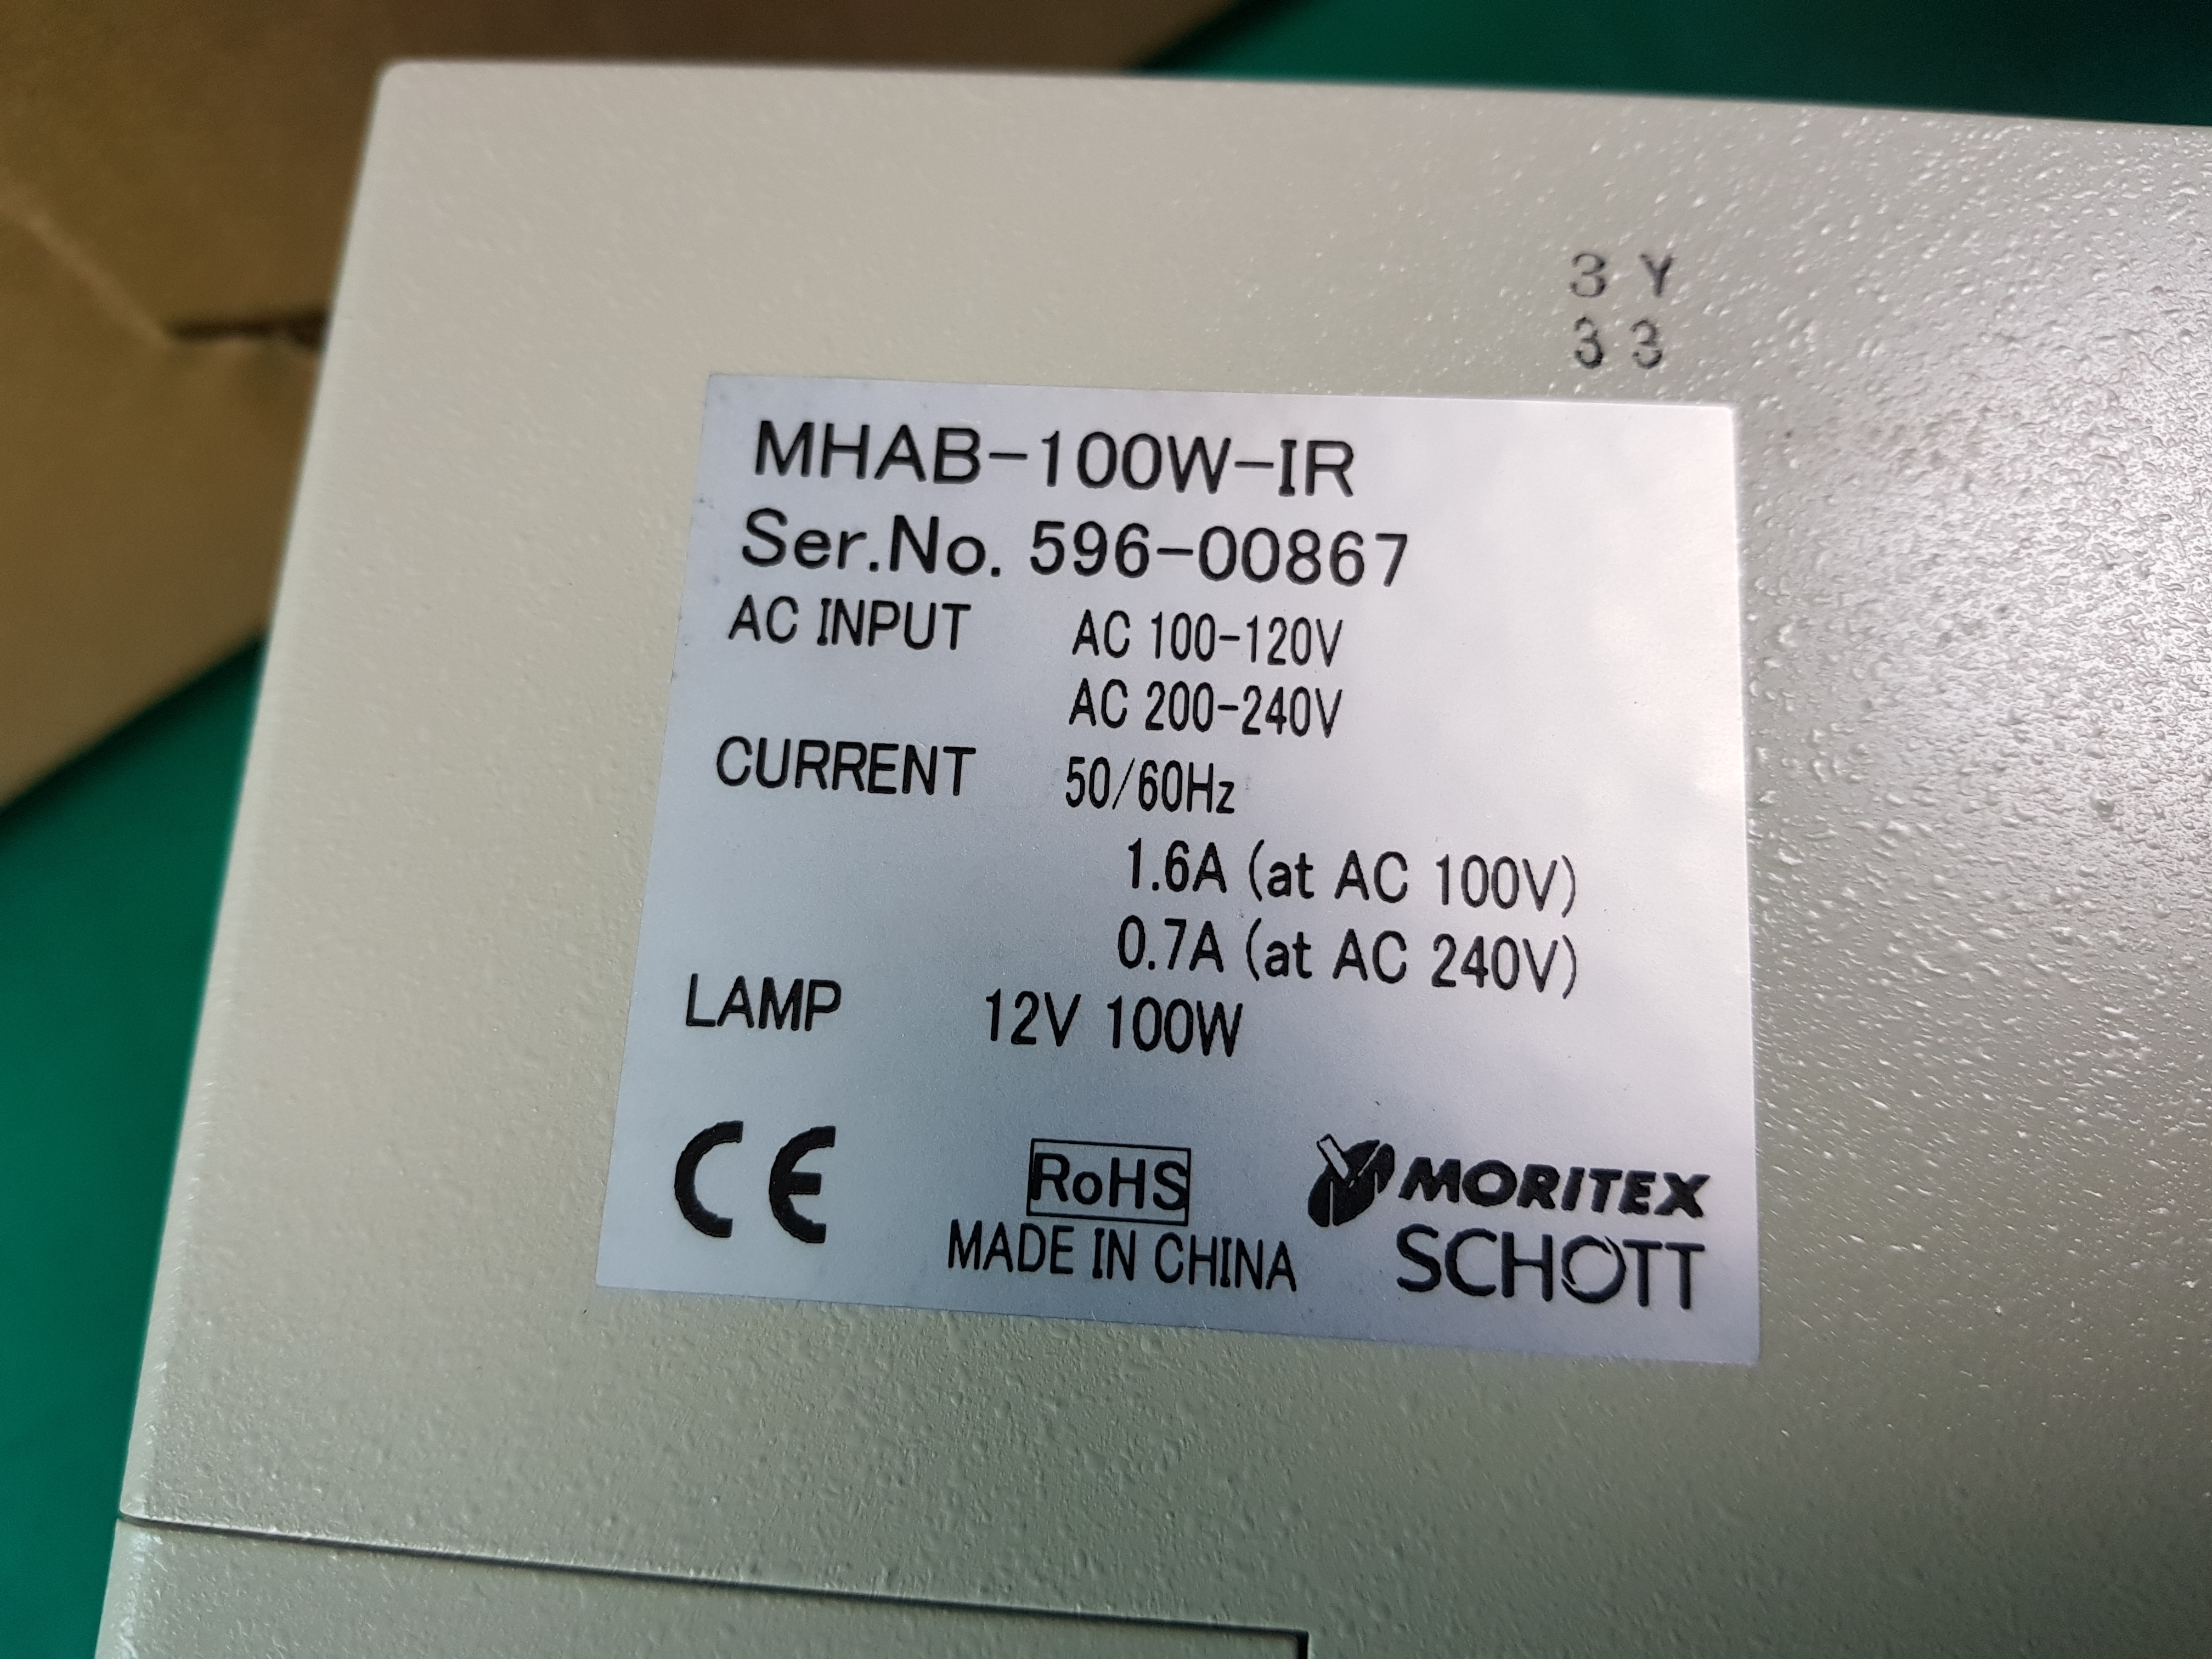 3 Y
3 3
MHAB-100W-IR
Ser.No. 596-00867
AC INPUT AC 100-120V
AC 200-240V
CURRENT 50/60Hz
1.6A (at AC 100V)
0.7A (at AC 240V)
LAMP 12V 100W
CE RoHS MORITEX
MADE IN CHINA SCHOTT